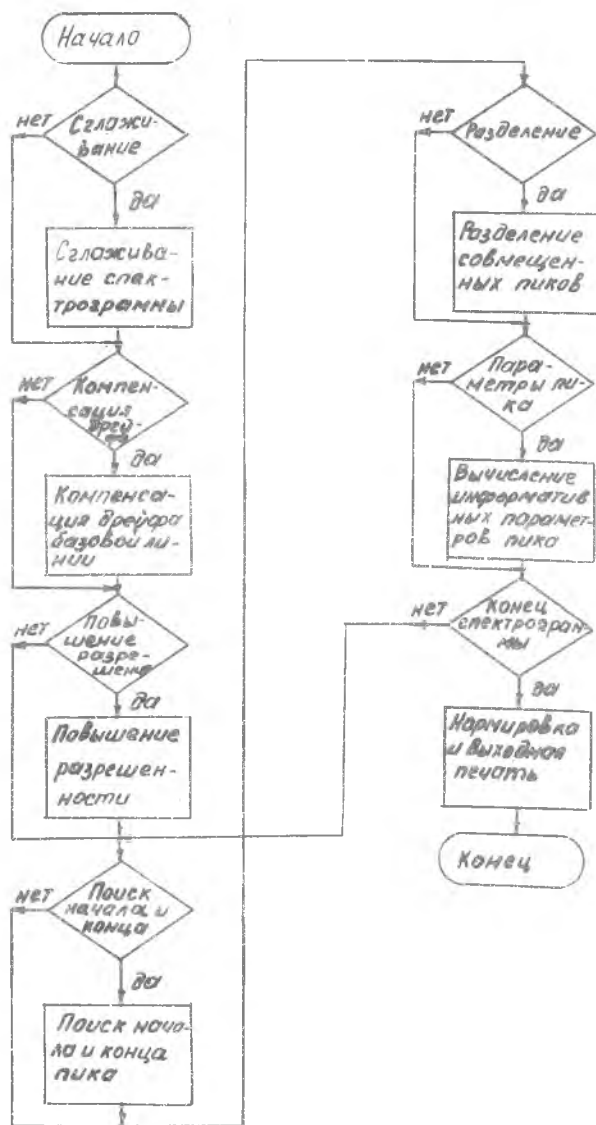 Начало
нет
Сглажи-
вание
да
Сглажива-
ние спек-
трограммы
нет
Компен-
сация
дрей-
да
Компенса-
ция дрейфа
базовой ли-
нии
нет
Повы-
шение
разре-
шен
да
Повышение
разрешен-
ности
нет
Поиск
начала и
конца
да
Поиск нача-
ла и конца
пика
нет
Разделение
да
Разделение
совмещен-
ных пиков
нет
Пара-
метры пи-
ка
да
Вычисление
информатив
ных парамет-
ров пика
нет
Конец
спектрограм-
мы
да
Нормировка
и выходная
печать
Конец